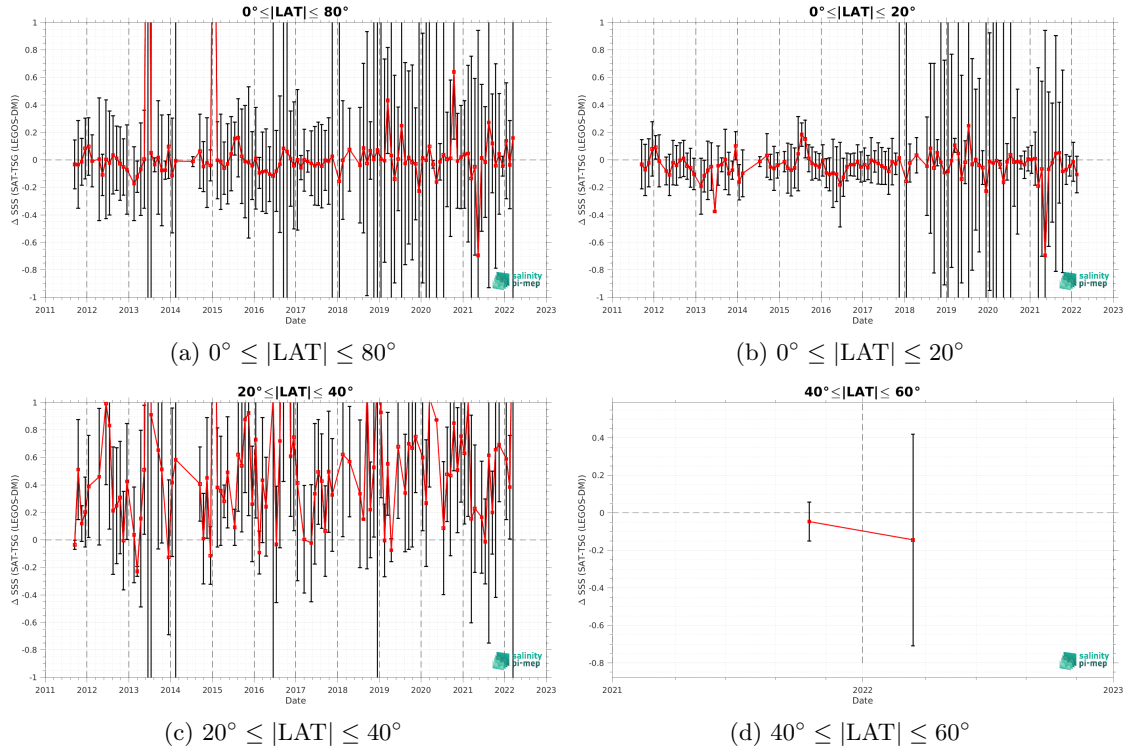 0°≤|LAT|≤ 80°
Δ SSS (SAT-TSG (LEGOS-DM))
1
0.8
0.6
0.4
0.2
0
-0.2
-0.4
-0.6
-0.8
-1
2011 2012 2013 2014 2015 2016 2017 2018 2019 2020 2021 2022 2023
Date
salinity
pi-mep
(a) 0° ≤ |LAT| ≤ 80°
0°≤|LAT|≤ 20°
Δ SSS (SAT-TSG (LEGOS-DM))
1
0.8
0.6
0.4
0.2
0
-0.2
-0.4
-0.6
-0.8
-1
2011 2012 2013 2014 2015 2016 2017 2018 2019 2020 2021 2022 2023
Date
salinity
pi-mep
(b) 0° ≤ |LAT| ≤ 20°
20°≤|LAT|≤ 40°
Δ SSS (SAT-TSG (LEGOS-DM))
1
0.8
0.6
0.4
0.2
0
-0.2
-0.4
-0.6
-0.8
-1
2011 2012 2013 2014 2015 2016 2017 2018 2019 2020 2021 2022 2023
Date
salinity
pi-mep
(c) 20° ≤ |LAT| ≤ 40°
40°≤|LAT|≤ 60°
Δ SSS (SAT-TSG (LEGOS-DM))
0.4
0.2
0
-0.2
-0.4
-0.6
-0.8
2021 2022 2023
Date
salinity
pi-mep
(d) 40° ≤ |LAT| ≤ 60°